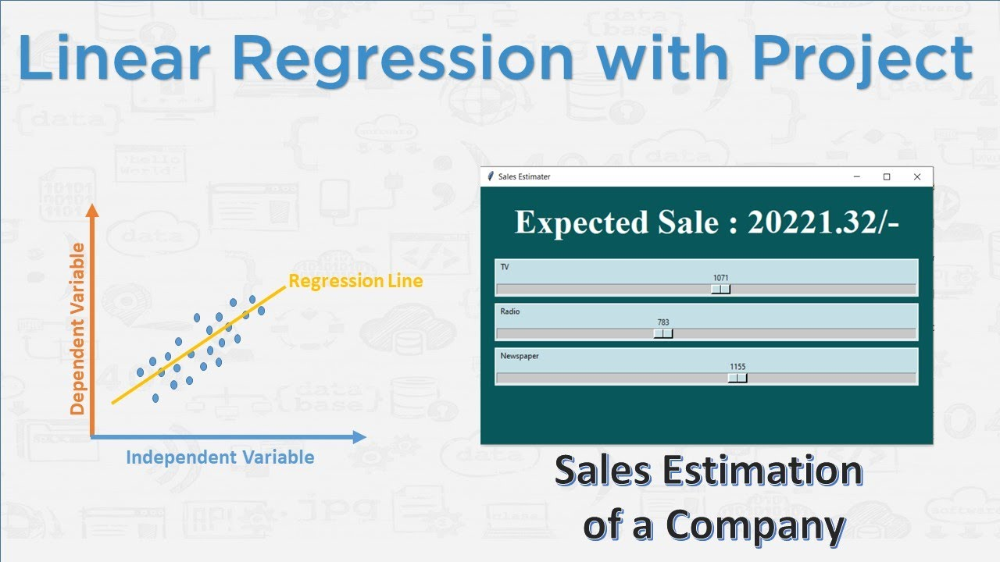 Linear Regression with Project
Dependent Variable
Regression Line
Independent Variable
Sales Estimater
Expected Sale : 20221.32/-
TV
1071
Radio
783
Newspaper
1155
Sales Estimation
of a Company